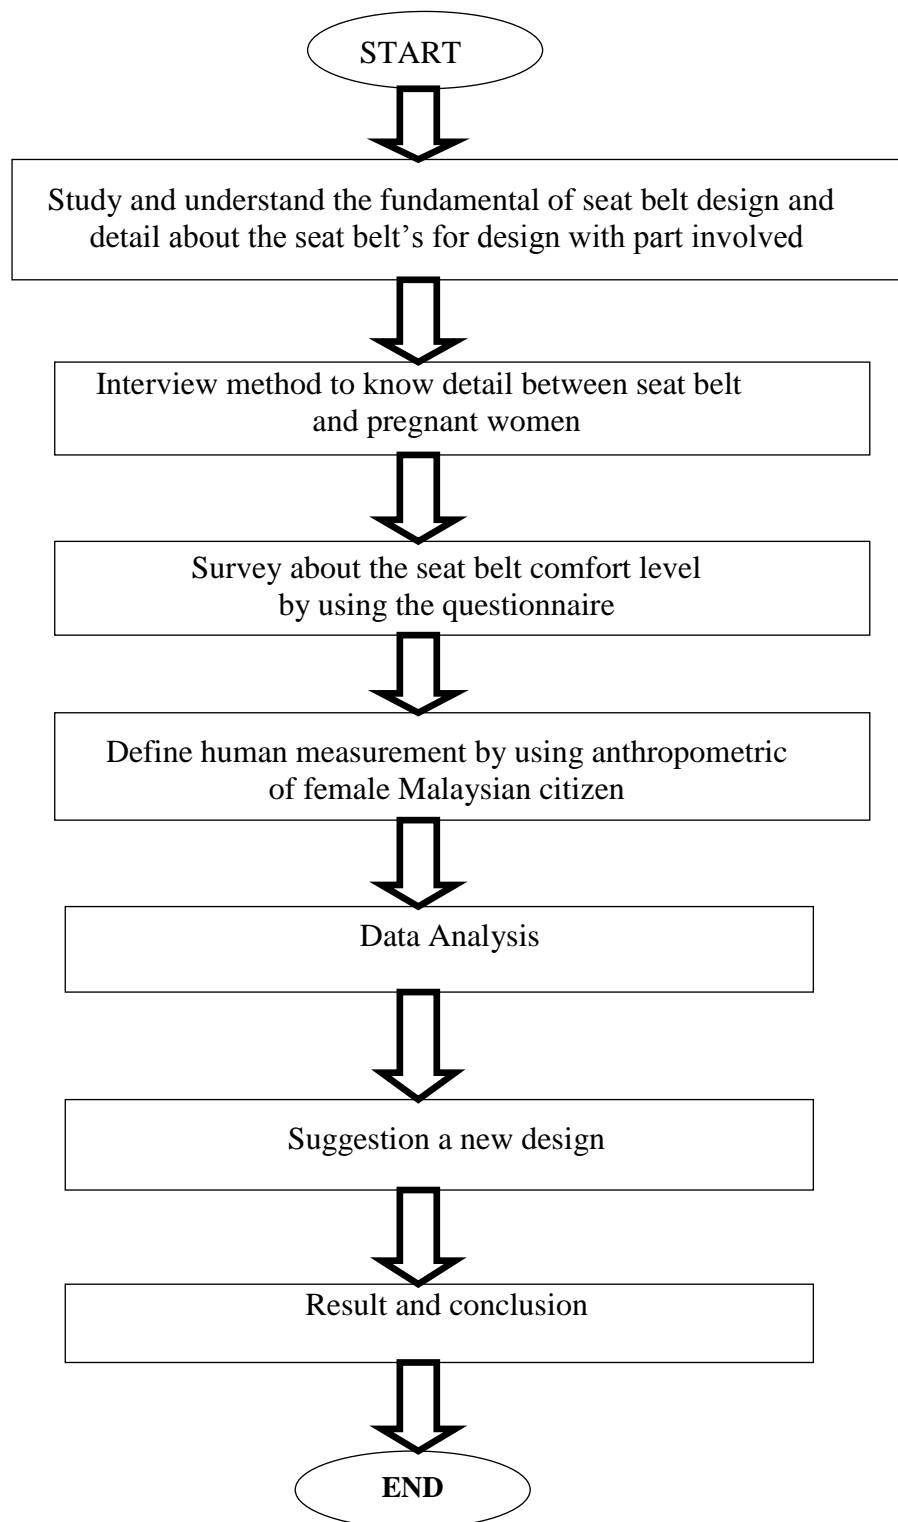 START
Study and understand the fundamental of seat belt design and
detail about the seat belt’s for design with part involved
Interview method to know detail between seat belt
and pregnant women
Survey about the seat belt comfort level
by using the questionnaire
Define human measurement by using anthropometric
of female Malaysian citizen
Data Analysis
Suggestion a new design
Result and conclusion
END